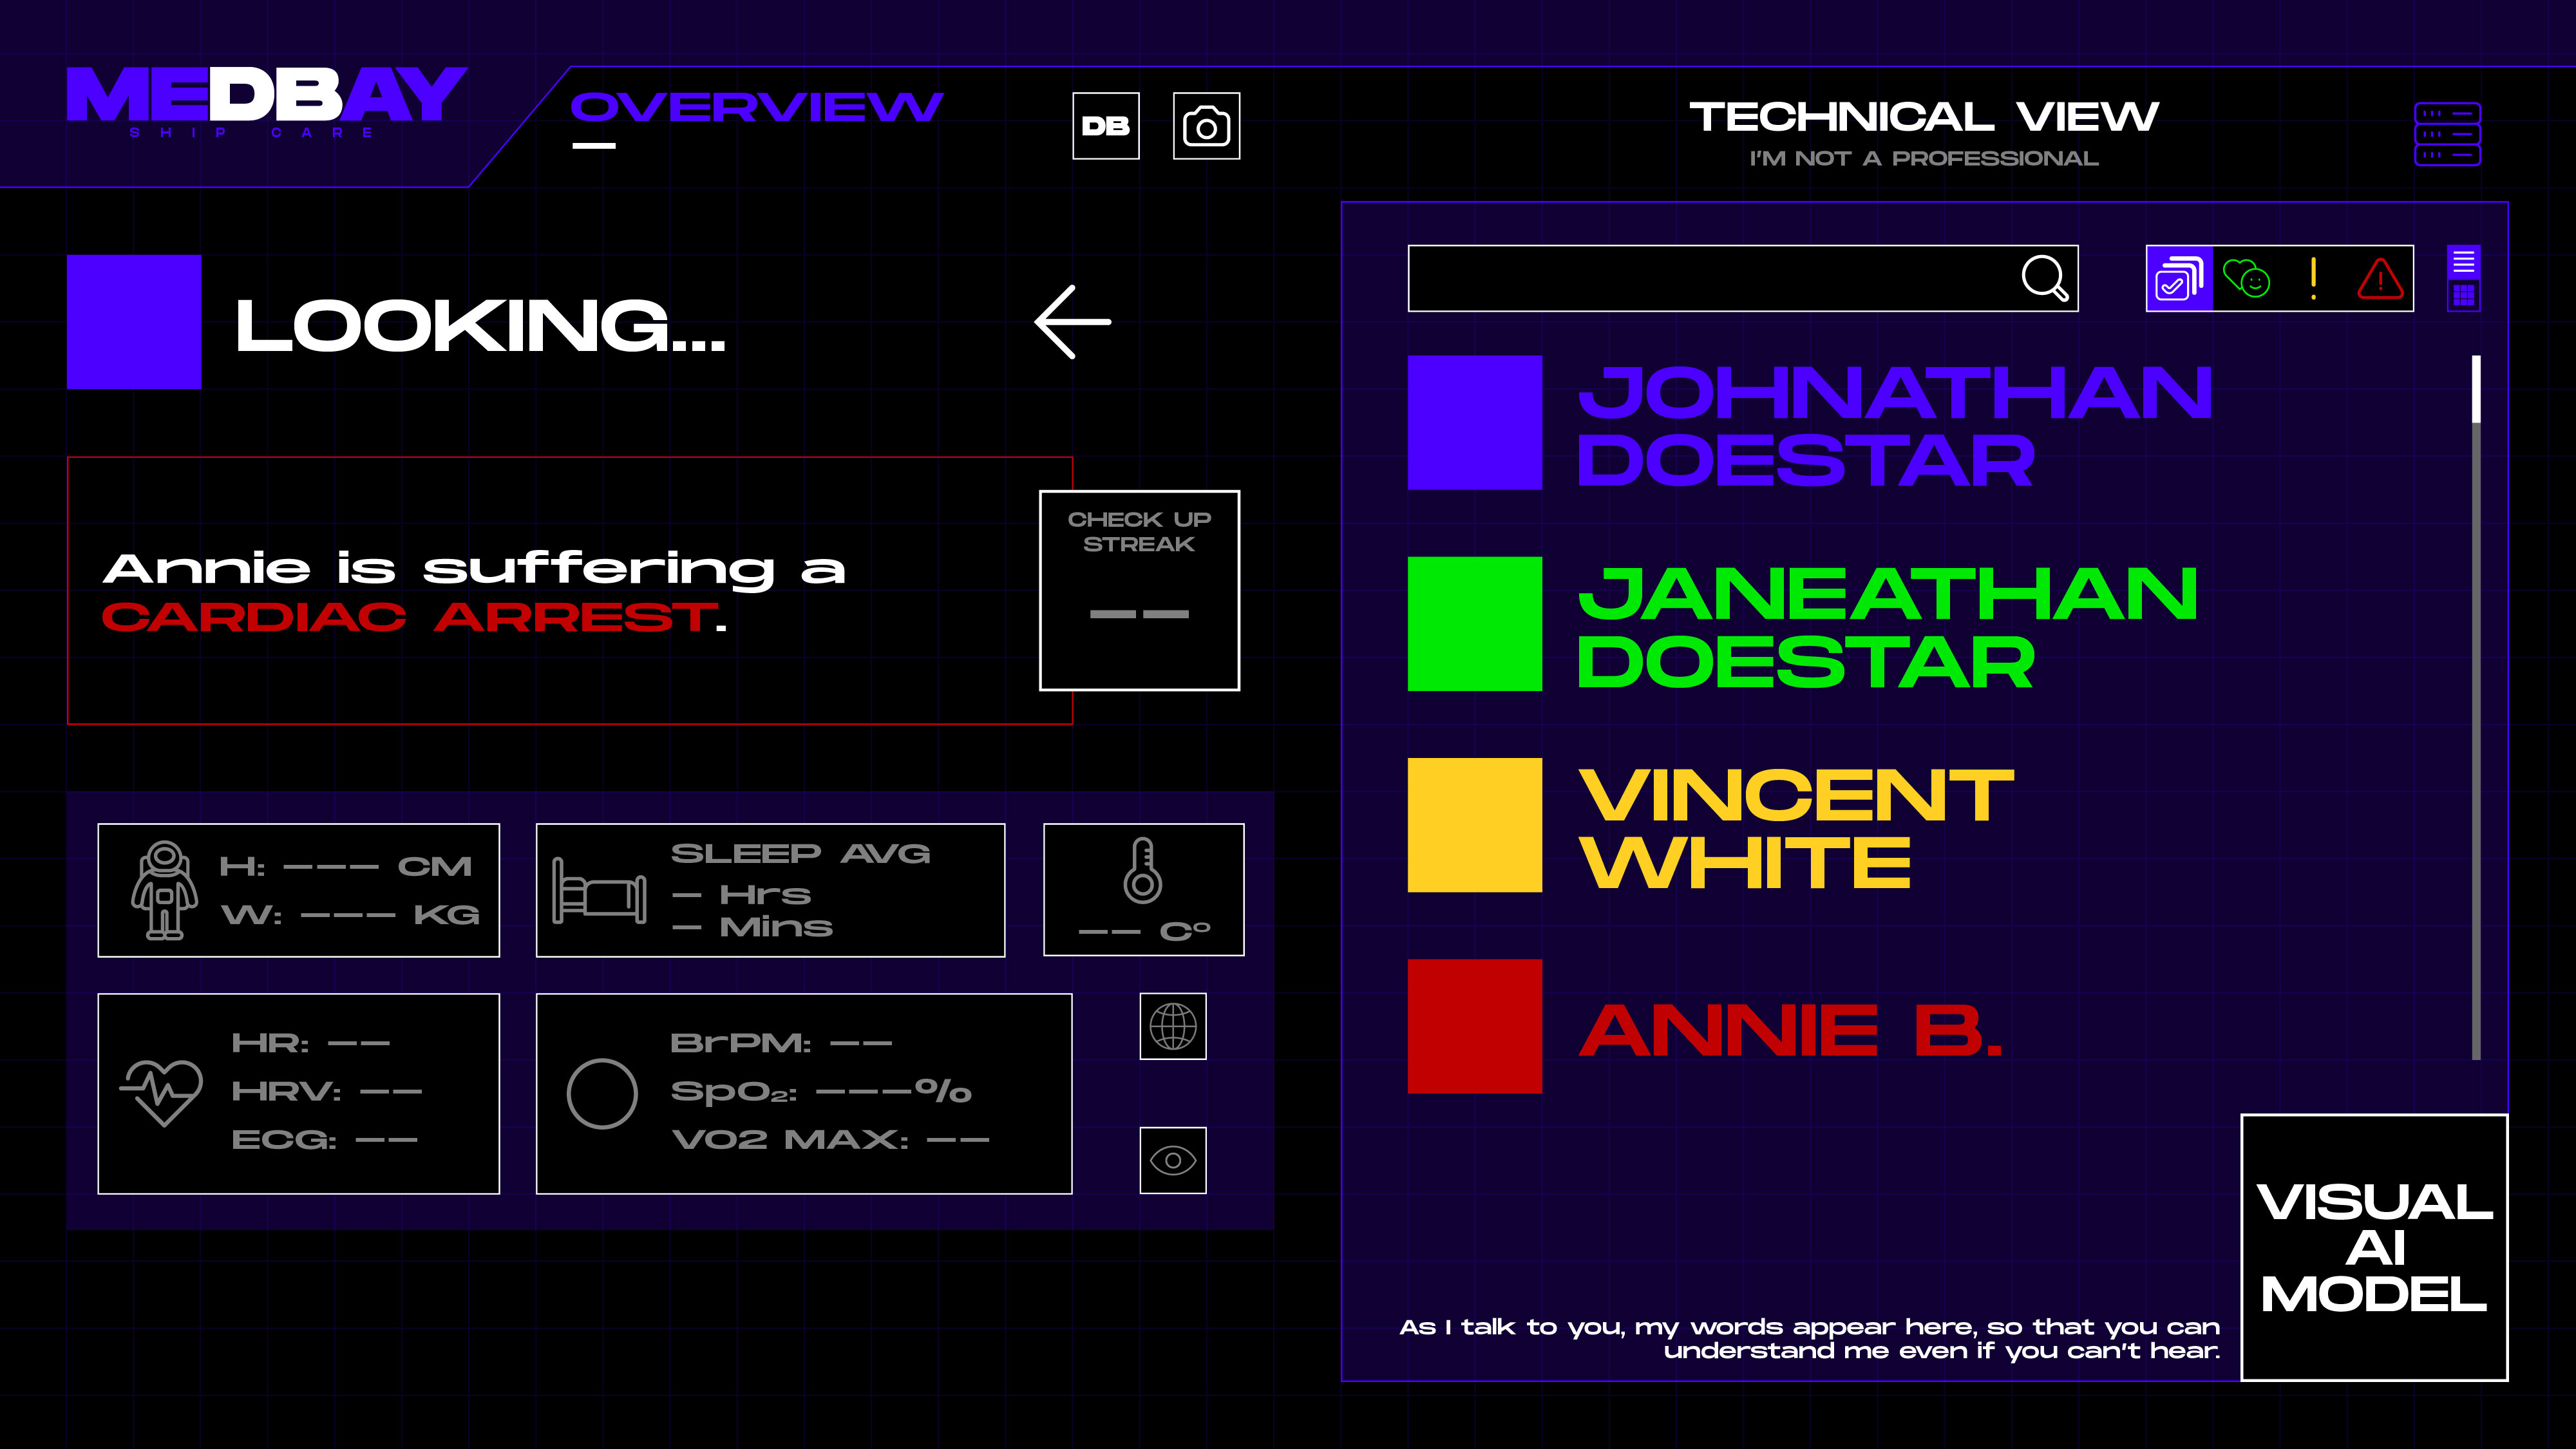 MEDBAY
SHIP CARE
OVERVIEW
DB
TECHNICAL VIEW
I'M NOT A PROFESSIONAL
LOOKING...
Annie is suffering a
CARDIAC ARREST.
CHECK UP
STREAK
——
H: ——— CM
W: ——— KG
SLEEP AVG
— Hrs
— Mins
—— Cº
HR: ——
HRV: ——
ECG: ——
BrPM: ——
SpO₂: ———%
VO2 MAX: ——
JOHNATHAN
DOESTAR
JANEATHAN
DOESTAR
VINCENT
WHITE
ANNIE B.
VISUAL
AI
MODEL
As I talk to you, my words appear here, so that you can
understand me even if you can't hear.